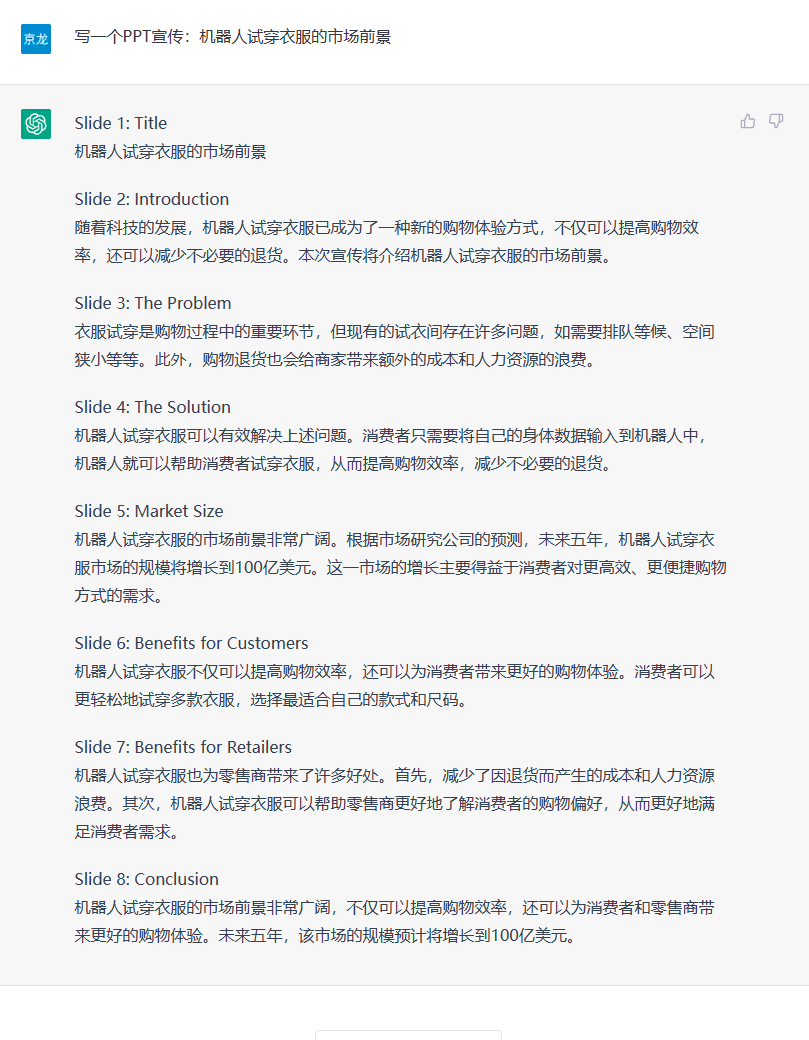 京龙
写一个PPT宣传：机器人试穿衣服的市场前景
Slide 1: Title
机器人试穿衣服的市场前景
Slide 2: Introduction
随着科技的发展，机器人试穿衣服已成为了一种新的购物体验方式，不仅可以提高购物效
率，还可以减少不必要的退货。本次宣传将介绍机器人试穿衣服的市场前景。
Slide 3: The Problem
衣服试穿是购物过程中的重要环节，但现有的试衣间存在许多问题，如需要排队等候、空间
狭小等等。此外，购物退货也会给商家带来额外的成本和人力资源的浪费。
Slide 4: The Solution
机器人试穿衣服可以有效解决上述问题。消费者只需要将自己的身体数据输入到机器人中，
机器人就可以帮助消费者试穿衣服，从而提高购物效率，减少不必要的退货。
Slide 5: Market Size
机器人试穿衣服的市场前景非常广阔。根据市场研究公司的预测，未来五年，机器人试穿衣
服市场的规模将增长到100亿美元。这一市场的增长主要得益于消费者对更高效、更便捷购物
方式的需求。
Slide 6: Benefits for Customers
机器人试穿衣服不仅可以提高购物效率，还可以为消费者带来更好的购物体验。消费者可以
更轻松地试穿多款衣服，选择最适合自己的款式和尺码。
Slide 7: Benefits for Retailers
机器人试穿衣服也为零售商带来了许多好处。首先，减少了因退货而产生的成本和人力资源
浪费。其次，机器人试穿衣服可以帮助零售商更好地了解消费者的购物偏好，从而更好地满
足消费者需求。
Slide 8: Conclusion
机器人试穿衣服的市场前景非常广阔，不仅可以提高购物效率，还可以为消费者和零售商带
来更好的购物体验。未来五年，该市场的规模预计将增长到100亿美元。